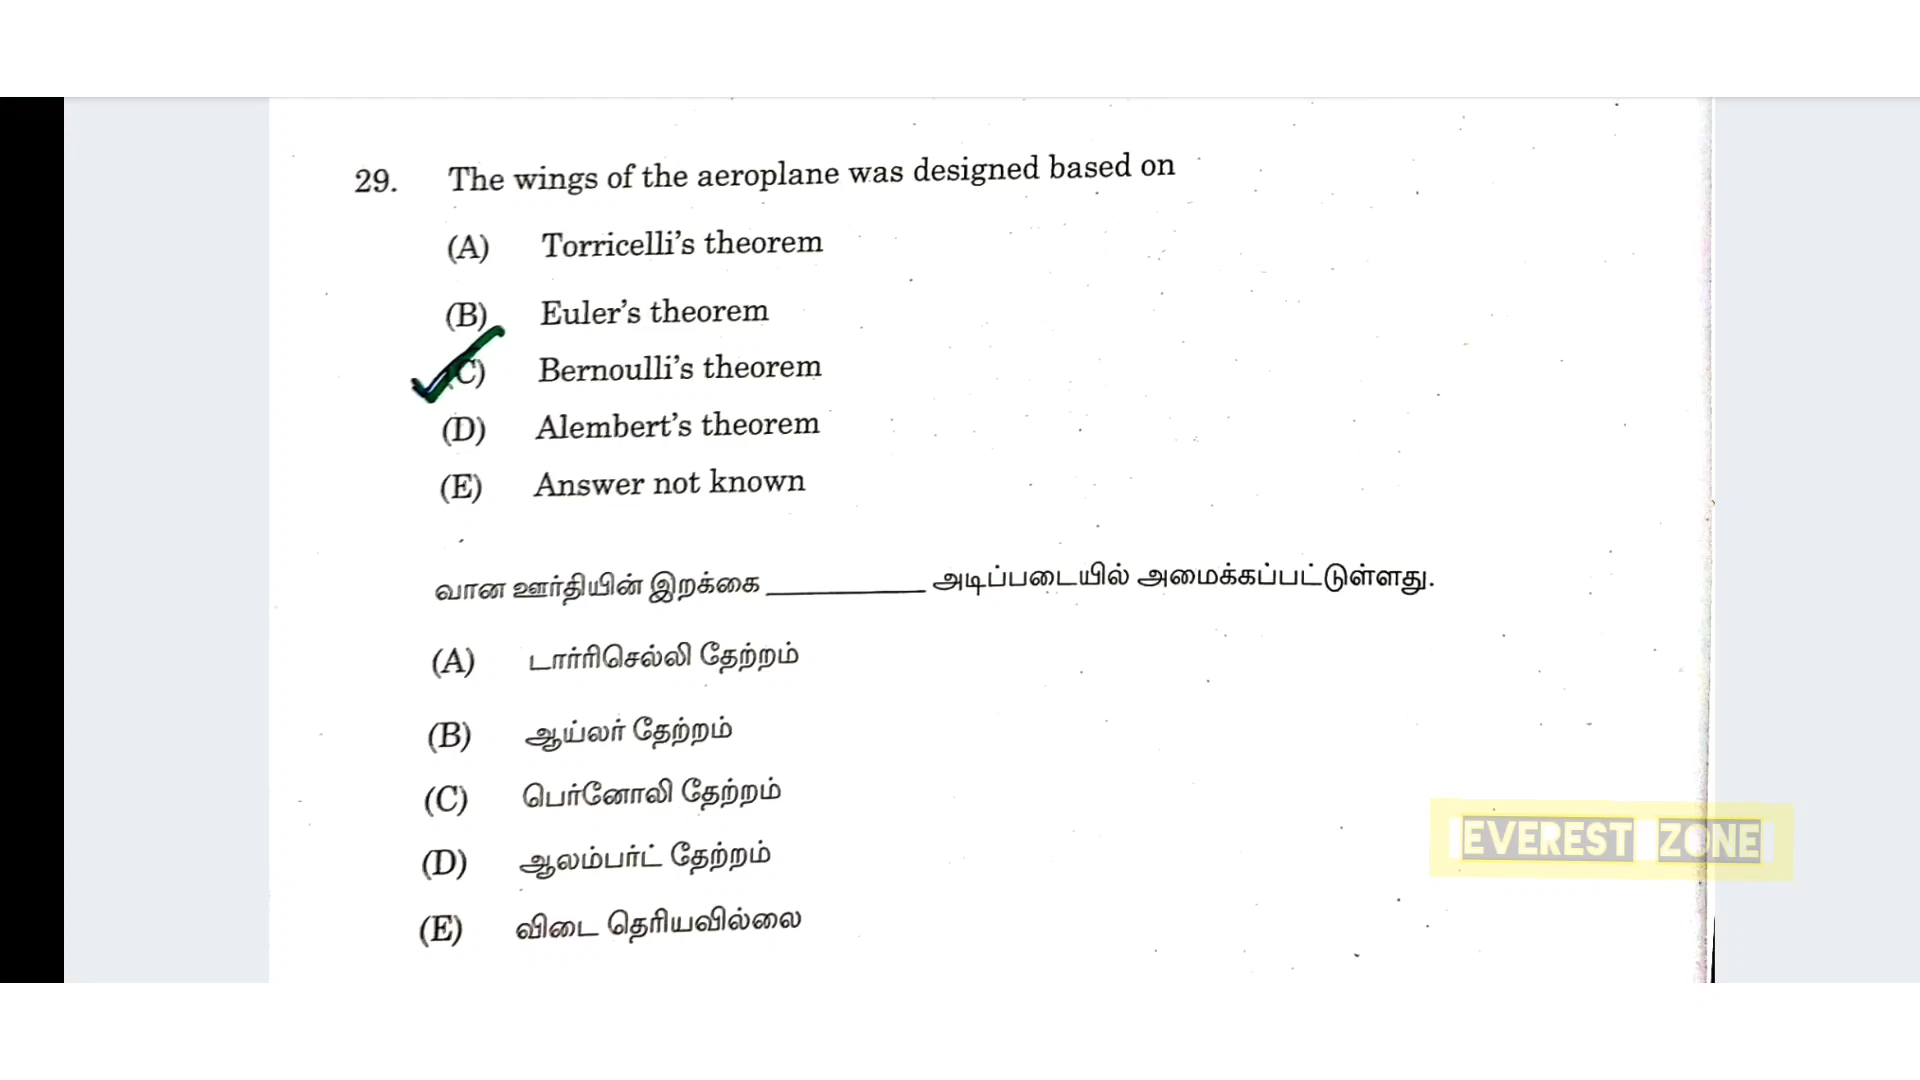 29. The wings of the aeroplane was designed based on
(A) Torricelli's theorem
(B) Euler's theorem
(C) Bernoulli's theorem
(D) Alembert's theorem
(E) Answer not known
வான ஊர்தியின் இறக்கை __________ அடிப்படையில் அமைக்கப்பட்டுள்ளது.
(A) டார்ரிசெல்லி தேற்றம்
(B) ஆய்லர் தேற்றம்
(C) பெர்னோலி தேற்றம்
(D) ஆலம்பர்ட் தேற்றம்
(E) விடை தெரியவில்லை
EVEREST ZONE